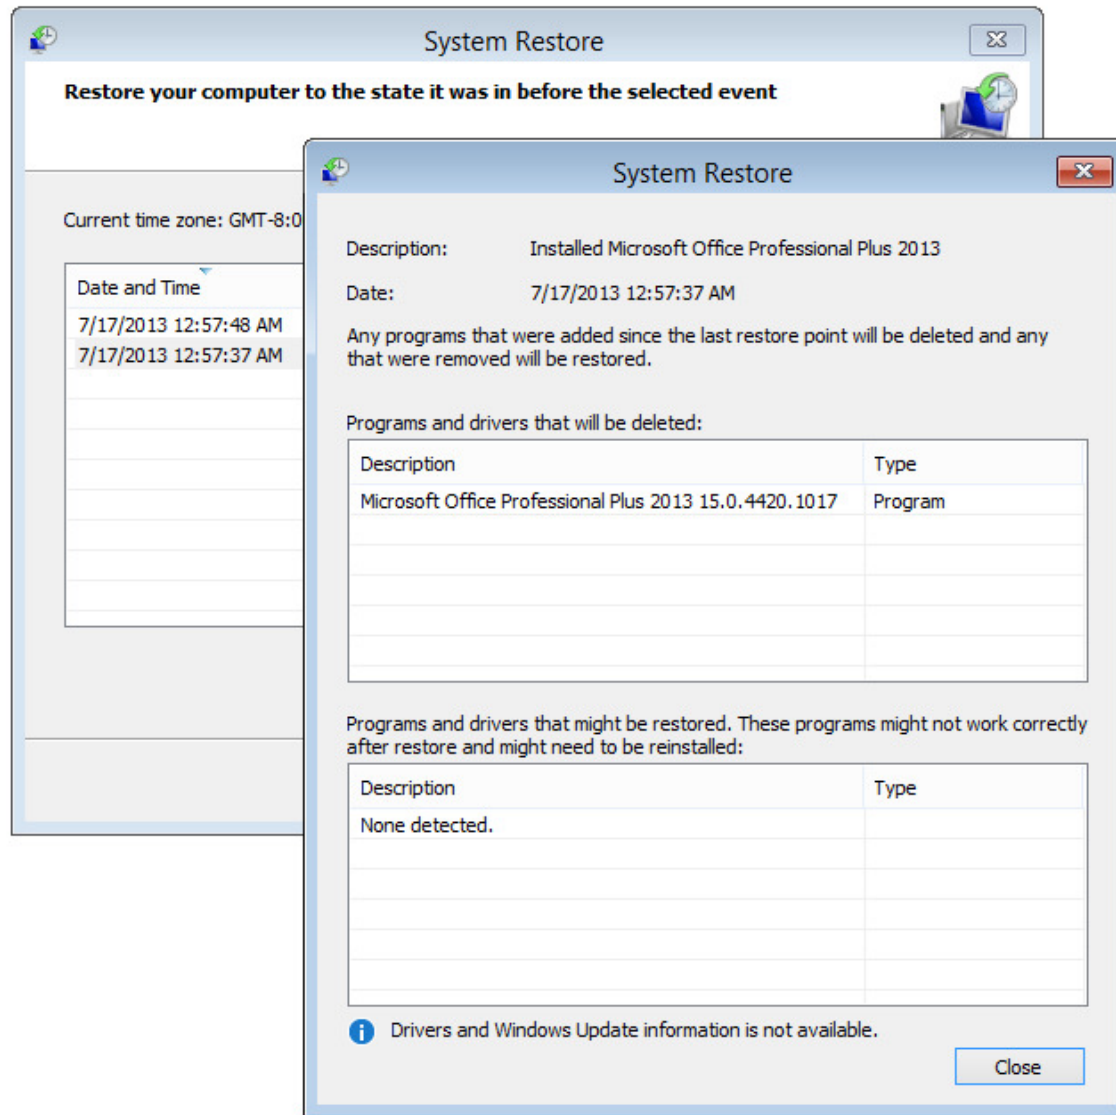 System Restore
Restore your computer to the state it was in before the selected event
Current time zone: GMT-8:0
Date and Time
7/17/2013 12:57:48 AM
7/17/2013 12:57:37 AM
System Restore
Description: Installed Microsoft Office Professional Plus 2013
Date: 7/17/2013 12:57:37 AM
Any programs that were added since the last restore point will be deleted and any
that were removed will be restored.
Programs and drivers that will be deleted:
Description Type
Microsoft Office Professional Plus 2013 15.0.4420.1017 Program
Programs and drivers that might be restored. These programs might not work correctly
after restore and might need to be reinstalled:
Description Type
None detected.
Drivers and Windows Update information is not available.
Close